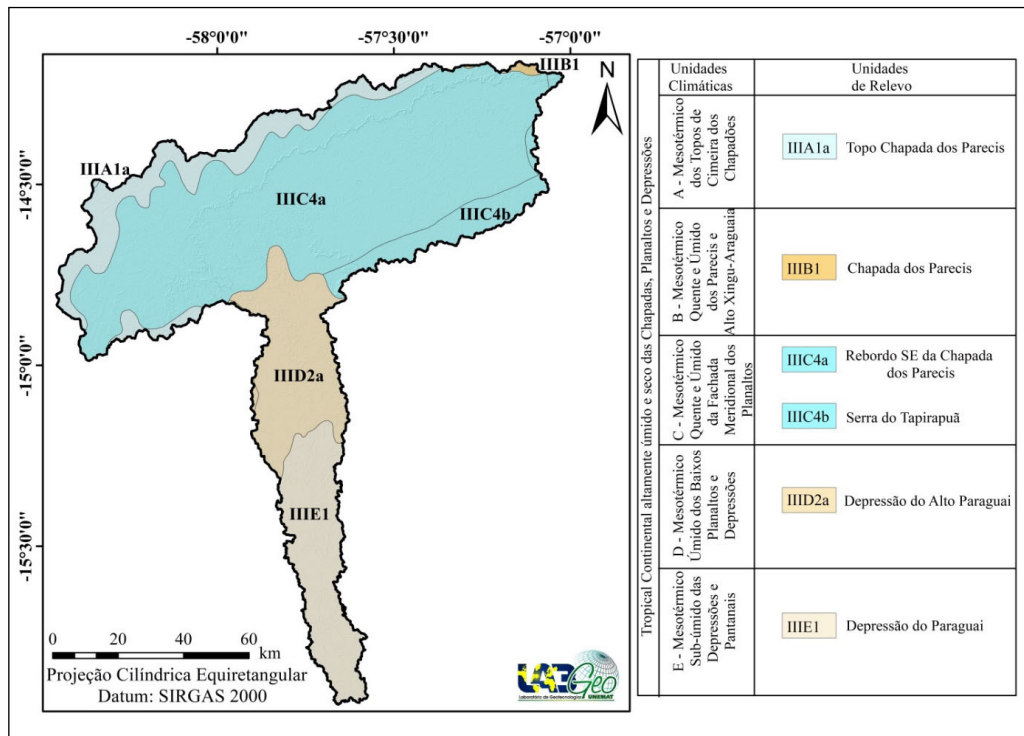 -58°0'0"
-57°30'0"
-57°0'0"
-14°30'0"
-15°0'0"
-15°30'0"
N
IIIB1
IIIA1a
IIIC4a
IIIC4b
IIID2a
IIIE1
0 20 40 60
km
Projeção Cilíndrica Equiretangular
Datum: SIRGAS 2000
LABGeo
Laboratório de Geotecnologias UNEMAT
Tropical Continental altamente úmido e seco das Chapadas, Planaltos e Depressões
Unidades
Climáticas
Unidades
de Relevo
A - Mesotérmico
dos Topos de
Cimeira dos
Chapadões
IIIA1a Topo Chapada dos Parecis
B - Mesotérmico
Quente e Úmido
dos Parecis e
Alto Xingu-Araguaia
IIIB1 Chapada dos Parecis
C - Mesotérmico
Quente e Úmido
da Fachada
Meridional dos
Planaltos
IIIC4a Rebordo SE da Chapada
dos Parecis
IIIC4b Serra do Tapirapuã
D - Mesotérmico
Úmido dos Baixos
Planaltos e
Depressões
IIID2a Depressão do Alto Paraguai
E - Mesotérmico
Sub-úmido das
Depressões e
Pantanais
IIIE1 Depressão do Paraguai